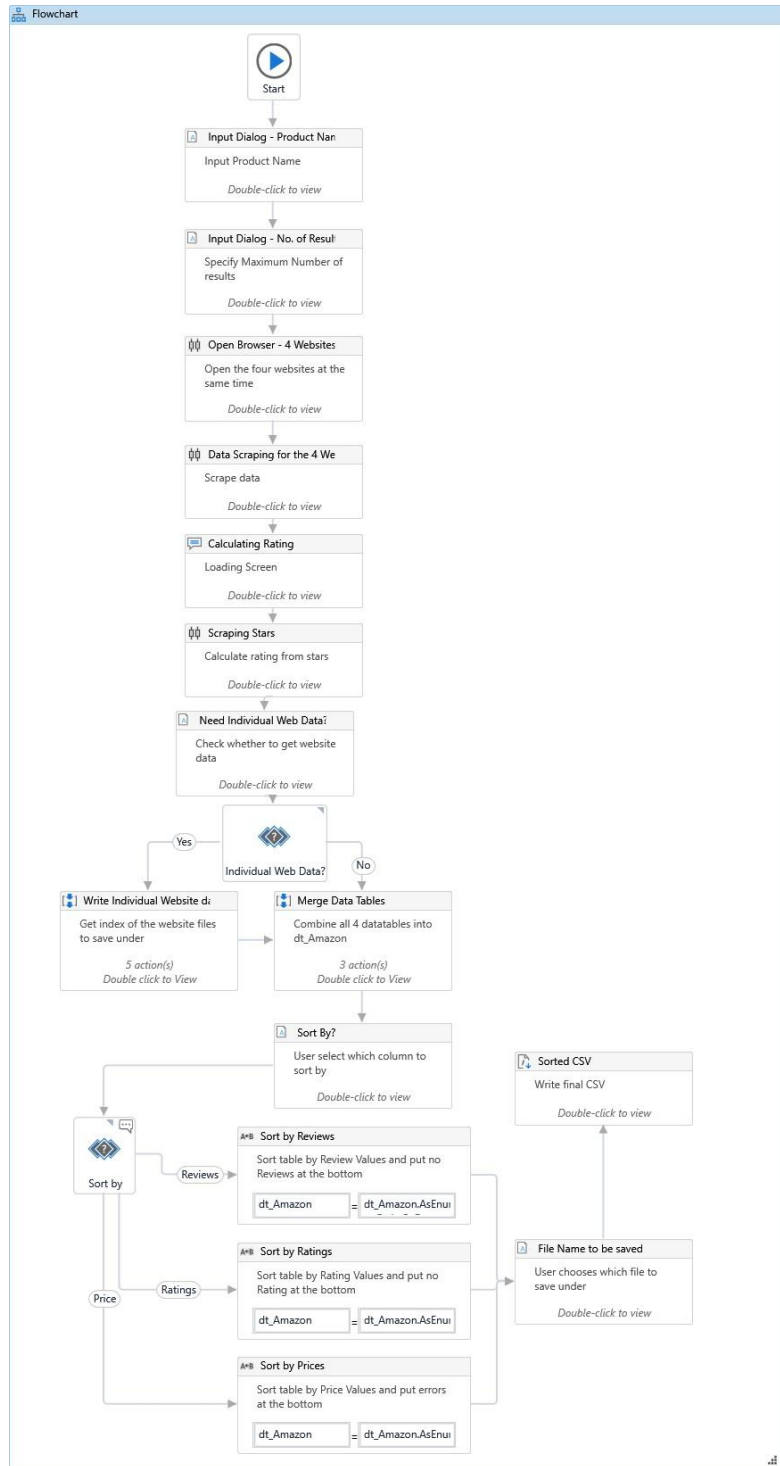 Flowchart
Start
Input Dialog - Product Nan
Input Product Name
Double-click to view
Input Dialog - No. of Result
Specify Maximum Number of
results
Double-click to view
Open Browser - 4 Websites
Open the four websites at the
same time
Double-click to view
Data Scraping for the 4 We
Scrape data
Double-click to view
Calculating Rating
Loading Screen
Double-click to view
Scraping Stars
Calculate rating from stars
Double-click to view
Need Individual Web Data?
Check whether to get website
data
Double-click to view
Individual Web Data?
Yes
No
Write Individual Website da
Get index of the website files
to save under
5 action(s)
Double click to View
Merge Data Tables
Combine all 4 datatables into
dt_Amazon
3 action(s)
Double click to View
Sort By?
User select which column to
sort by
Double-click to view
Sort by
Reviews
Ratings
Price
Sort by Reviews
Sort table by Review Values and put no
Reviews at the bottom
dt_Amazon = dt_Amazon.AsEnu
Sort by Ratings
Sort table by Rating Values and put no
Rating at the bottom
dt_Amazon = dt_Amazon.AsEnu
Sort by Prices
Sort table by Price Values and put errors
at the bottom
dt_Amazon = dt_Amazon.AsEnu
File Name to be saved
User chooses which file to
save under
Double-click to view
Sorted CSV
Write final CSV
Double-click to view